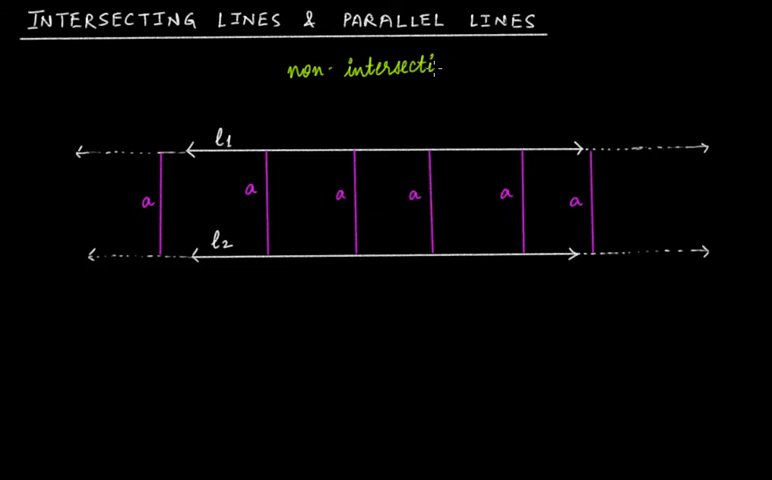 INTERSECTING LINES & PARALLEL LINES
non-intersecti
l1
a a a a a a
l2